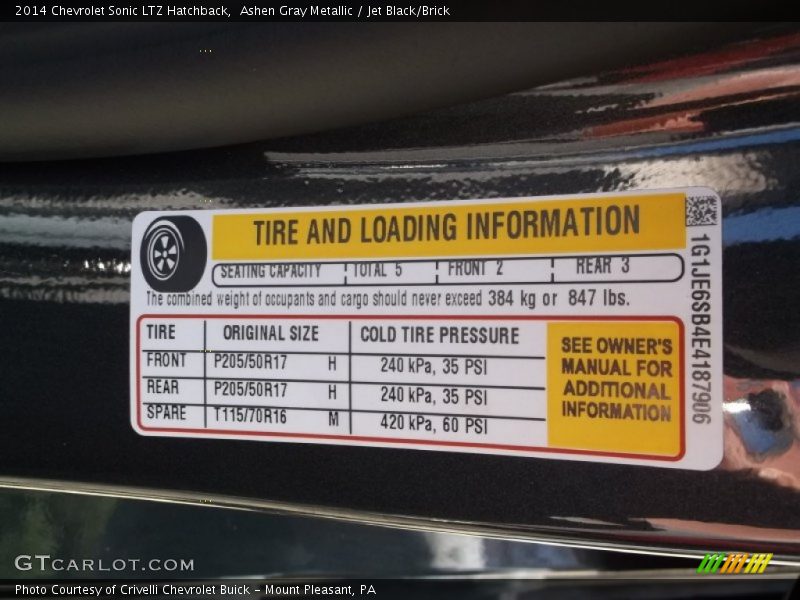 2014 Chevrolet Sonic LTZ Hatchback,  Ashen Gray Metallic / Jet Black/Brick
TIRE AND LOADING INFORMATION
SEATING CAPACITY TOTAL 5 FRONT 2 REAR 3
The combined weight of occupants and cargo should never exceed 384 kg or 847 lbs.
TIRE ORIGINAL SIZE COLD TIRE PRESSURE
FRONT P205/50R17 H 240 kPa, 35 PSI
REAR P205/50R17 H 240 kPa, 35 PSI
SPARE T115/70R16 M 420 kPa, 60 PSI
SEE OWNER'S
MANUAL FOR
ADDITIONAL
INFORMATION
1G1JE6SB4E4187906
GTCARLOT.COM
Photo Courtesy of Crivelli Chevrolet Buick - Mount Pleasant, PA